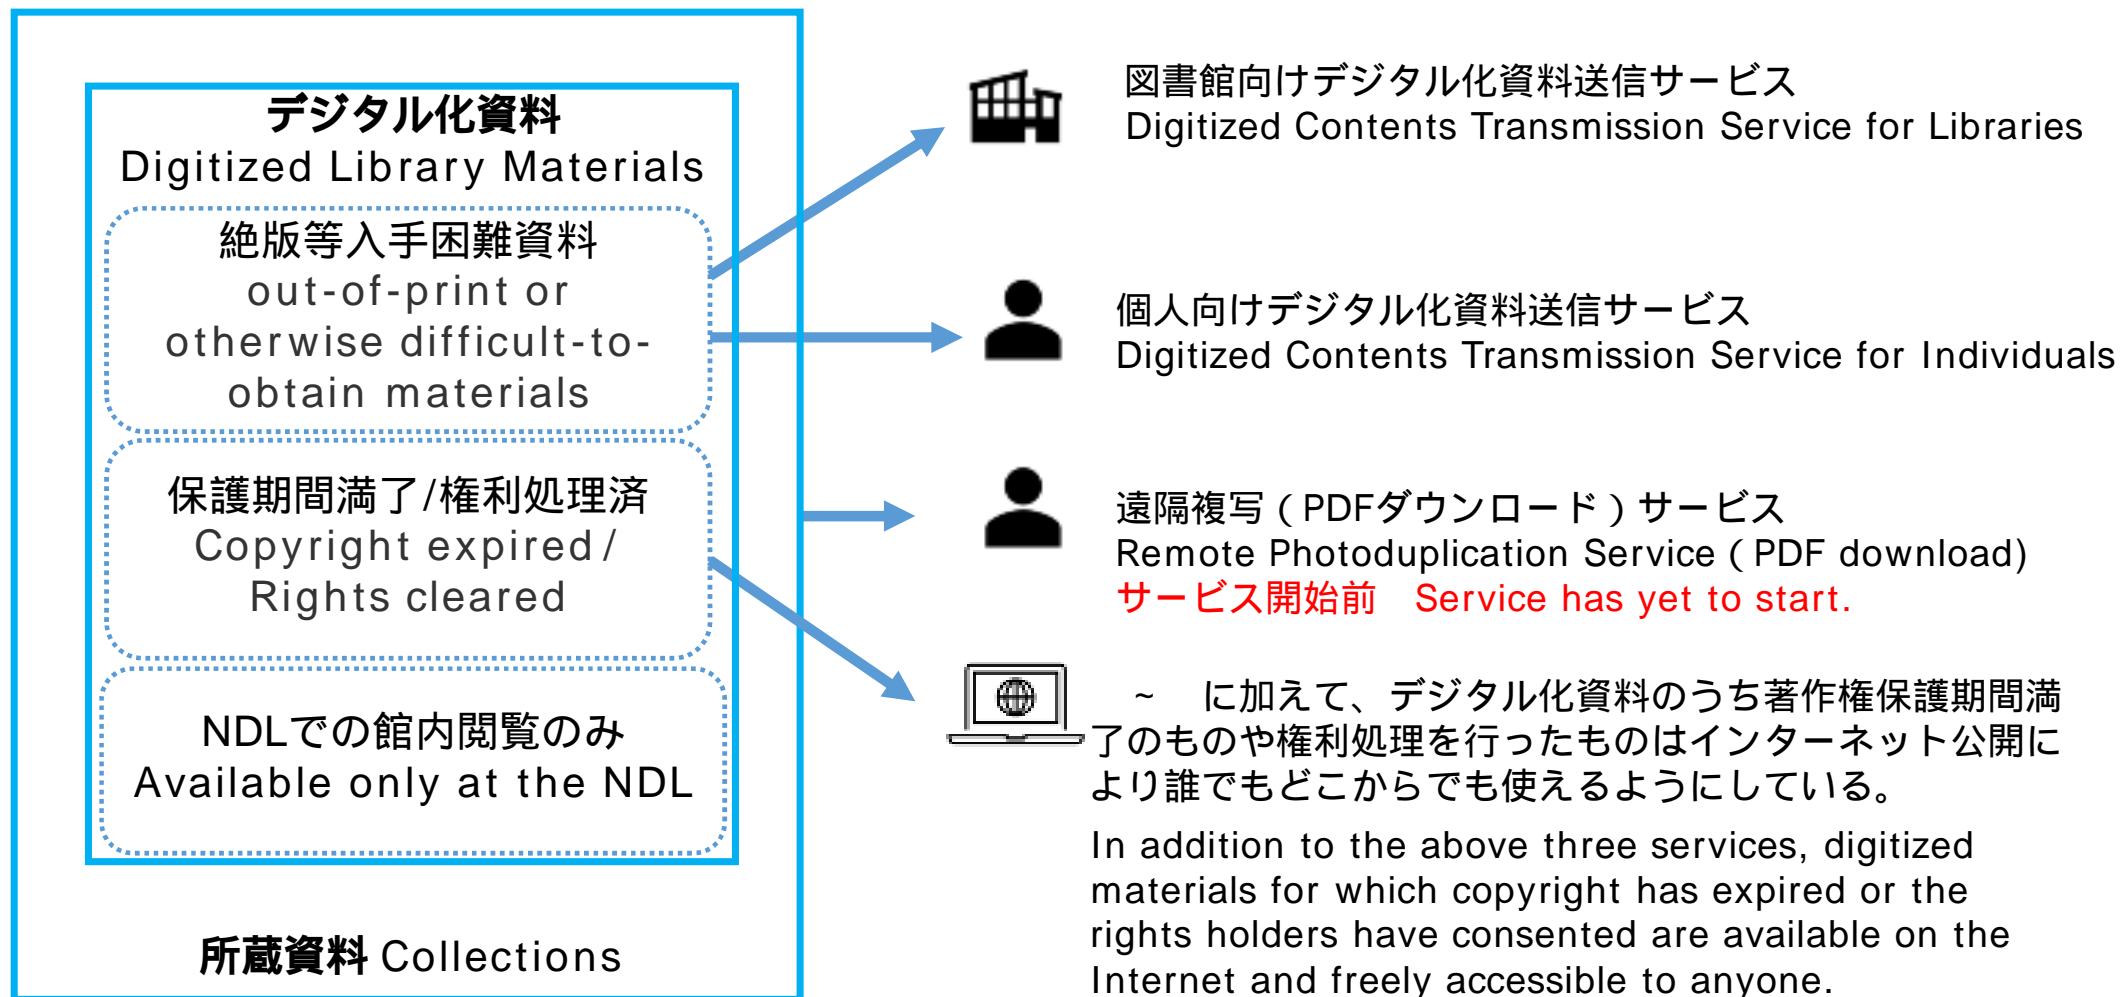 デジタル化資料
Digitized Library Materials
絶版等入手困難資料
out-of-print or
otherwise difficult-to-
obtain materials
保護期間満了/権利処理済
Copyright expired /
Rights cleared
NDLでの館内閲覧のみ
Available only at the NDL
所蔵資料 Collections
図書館向けデジタル化資料送信サービス
Digitized Contents Transmission Service for Libraries
個人向けデジタル化資料送信サービス
Digitized Contents Transmission Service for Individuals
遠隔複写（PDFダウンロード）サービス
Remote Photoduplication Service（PDF download)
サービス開始前　Service has yet to start.
~　に加えて、デジタル化資料のうち著作権保護期間満
了のものや権利処理を行ったものはインターネット公開に
より誰でもどこからでも使えるようにしている。
In addition to the above three services, digitized
materials for which copyright has expired or the
rights holders have consented are available on the
Internet and freely accessible to anyone.